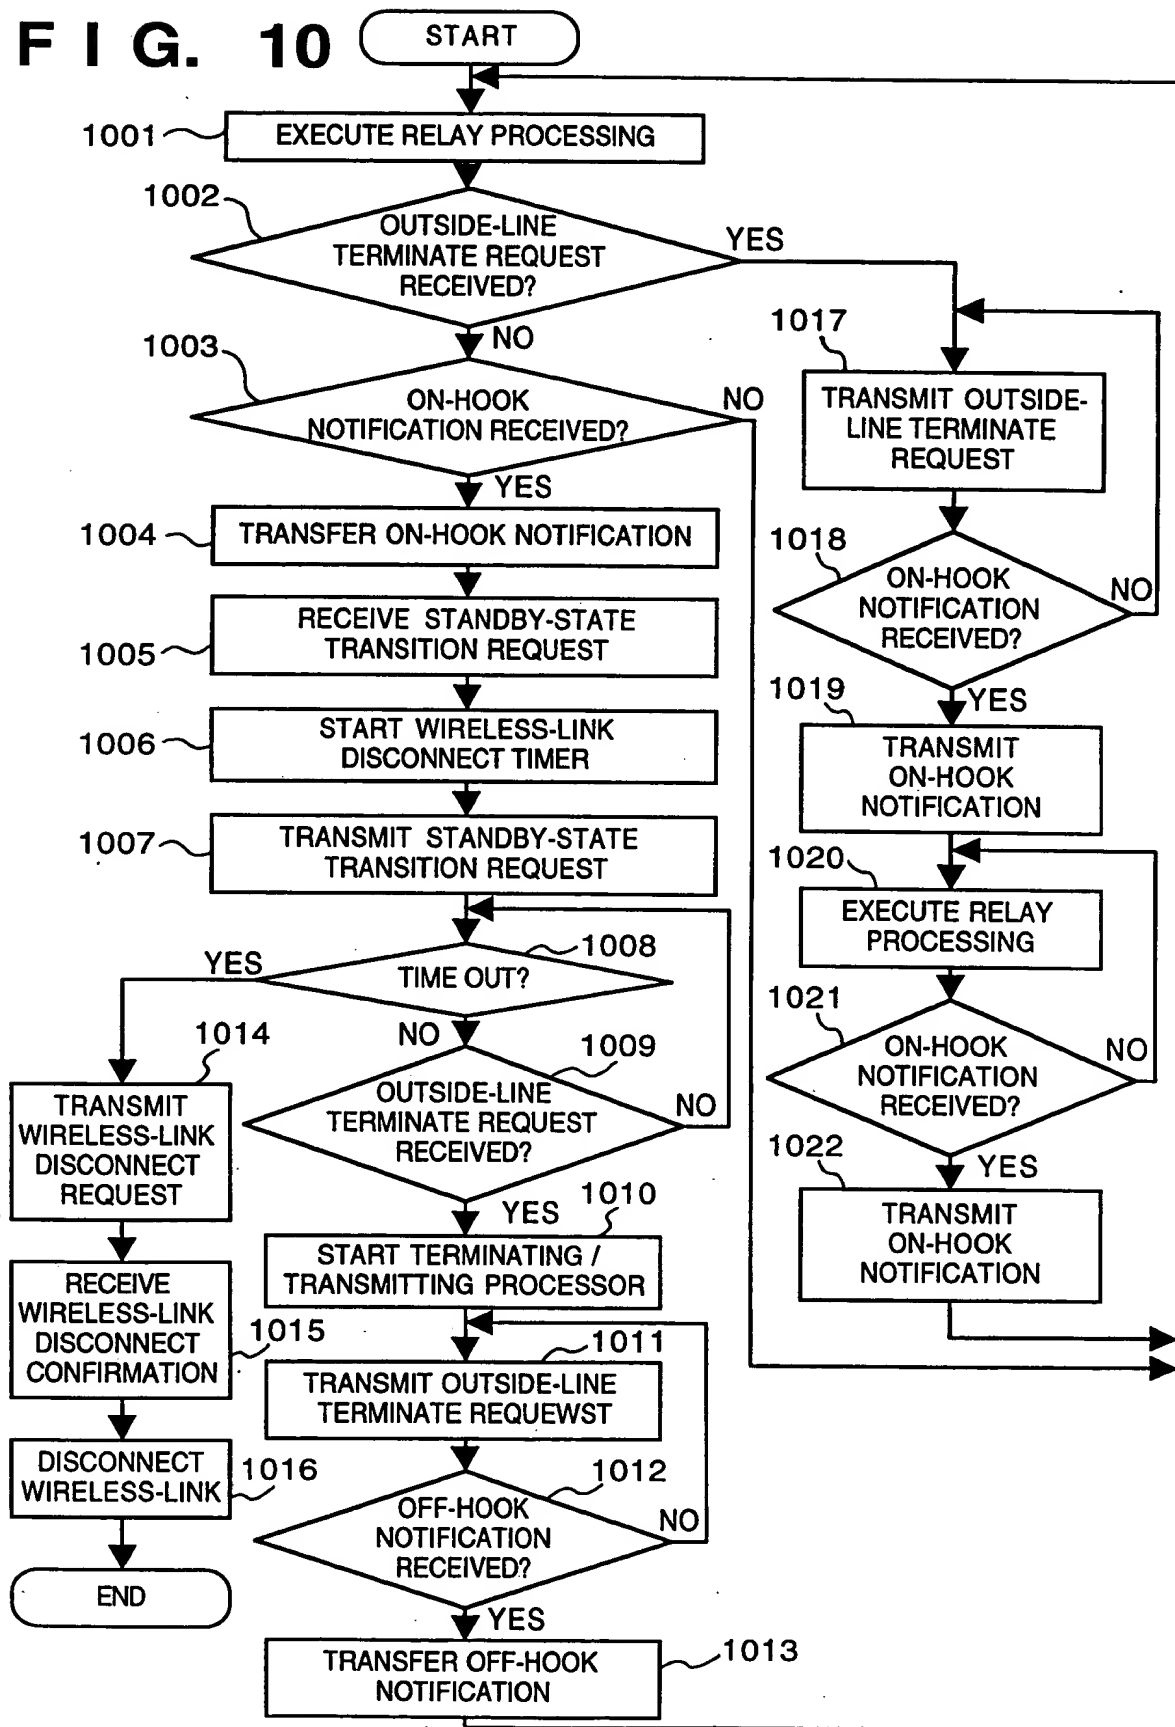 FIG. 10
START
1001
EXECUTE RELAY PROCESSING
1002
OUTSIDE-LINE
TERMINATE REQUEST
RECEIVED?
YES
NO
1003
ON-HOOK
NOTIFICATION RECEIVED?
NO
YES
1004
TRANSFER ON-HOOK NOTIFICATION
1005
RECEIVE STANDBY-STATE
TRANSITION REQUEST
1006
START WIRELESS-LINK
DISCONNECT TIMER
1007
TRANSMIT STANDBY-STATE
TRANSITION REQUEST
1008
TIME OUT?
YES
NO
1009
OUTSIDE-LINE
TERMINATE REQUEST
RECEIVED?
NO
YES
1010
START TERMINATING /
TRANSMITTING PROCESSOR
1011
TRANSMIT OUTSIDE-LINE
TERMINATE REQUEWST
1012
OFF-HOOK
NOTIFICATION
RECEIVED?
NO
YES
1013
TRANSFER OFF-HOOK
NOTIFICATION
1014
TRANSMIT
WIRELESS-LINK
DISCONNECT
REQUEST
RECEIVE
WIRELESS-LINK
DISCONNECT
CONFIRMATION
1015
DISCONNECT
WIRELESS-LINK
1016
END
1017
TRANSMIT OUTSIDE-
LINE TERMINATE
REQUEST
1018
ON-HOOK
NOTIFICATION
RECEIVED?
NO
YES
1019
TRANSMIT
ON-HOOK
NOTIFICATION
1020
EXECUTE RELAY
PROCESSING
1021
ON-HOOK
NOTIFICATION
RECEIVED?
NO
YES
1022
TRANSMIT
ON-HOOK
NOTIFICATION